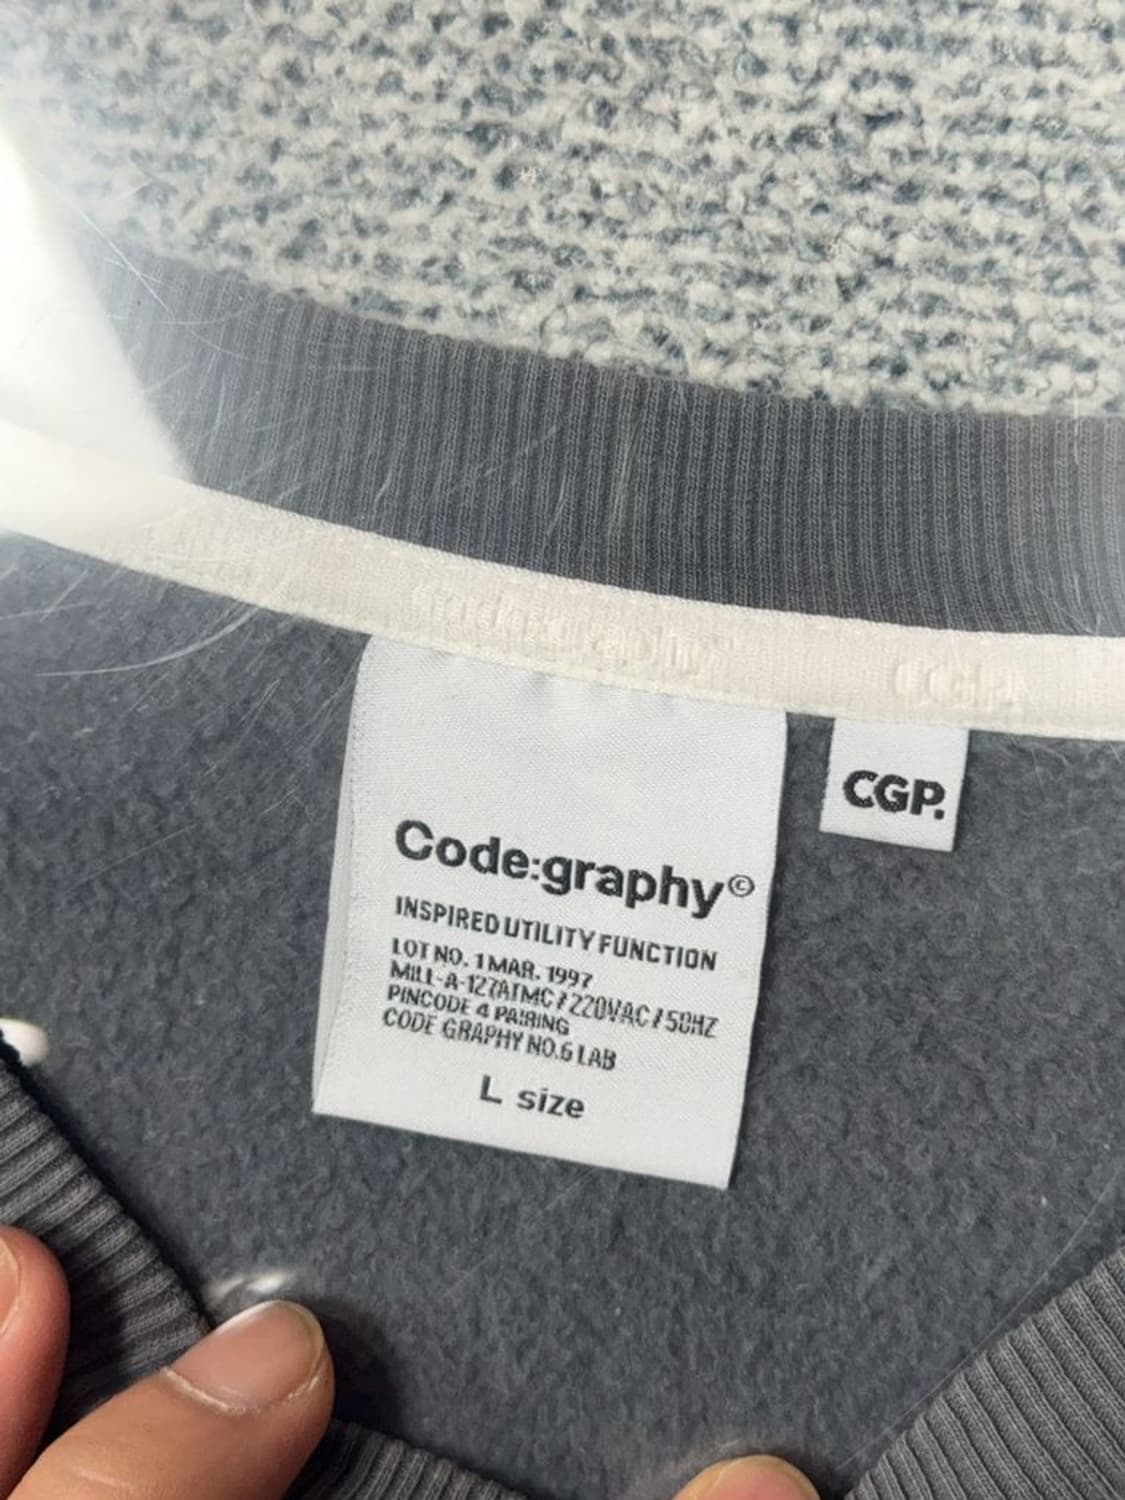 Code:graphy©
INSPIRED UTILITY FUNCTION
LOT NO. 1 MAR. 1997
MILL-A-127ATMC / 220VAC / 50HZ
PINCODE 4 PAIRING
CODE GRAPHY NO.6 LAB
L size
CGP.